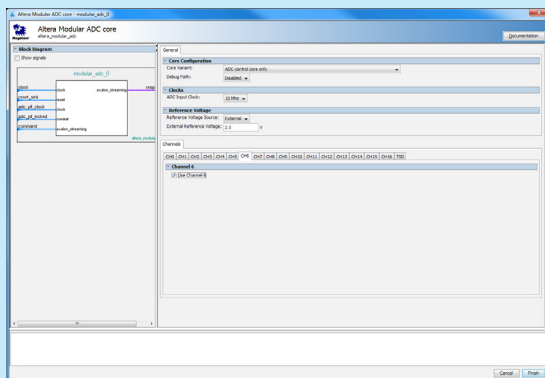 Altera Modular ADC core - modular_adc_0
Altera Modular ADC core
altera_modular_adc
Documentation
Block Diagram
Show signals
modular_adc_0
clock
clock
avalon_streaming
resp
reset_sink
reset
adc_pll_clock
clock
adc_pll_locked
conduit
command
avalon_streaming
altera_modula
General
Core Configuration
Core Variant:
ADC control core only
Debug Path:
Disabled
Clocks
ADC Input Clock:
10 Mhz
Reference Voltage
Reference Voltage Source:
External
External Reference Voltage:
2.5
V
Channels
CH0 CH1 CH2 CH3 CH4 CH5 CH6 CH7 CH8 CH9 CH10 CH11 CH12 CH13 CH14 CH15 CH16 TSD
Channel 6
Use Channel 6
Cancel
Finish